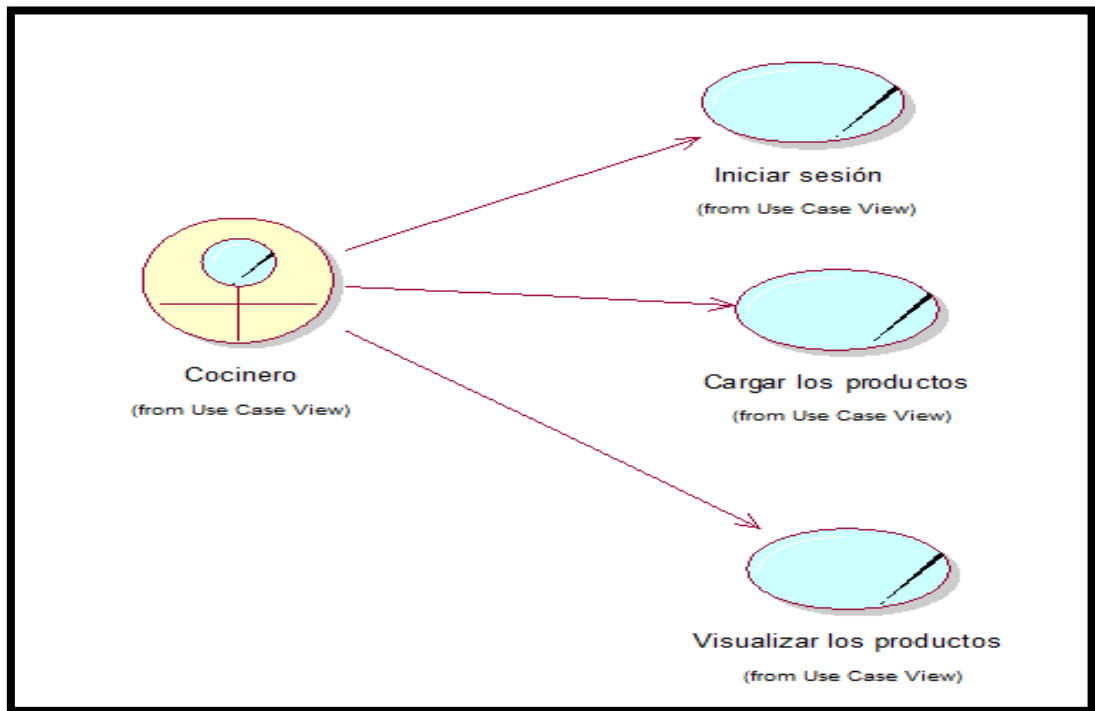 Iniciar sesión
(from Use Case View)
Cocinero
(from Use Case View)
Cargar los productos
(from Use Case View)
Visualizar los productos
(from Use Case View)